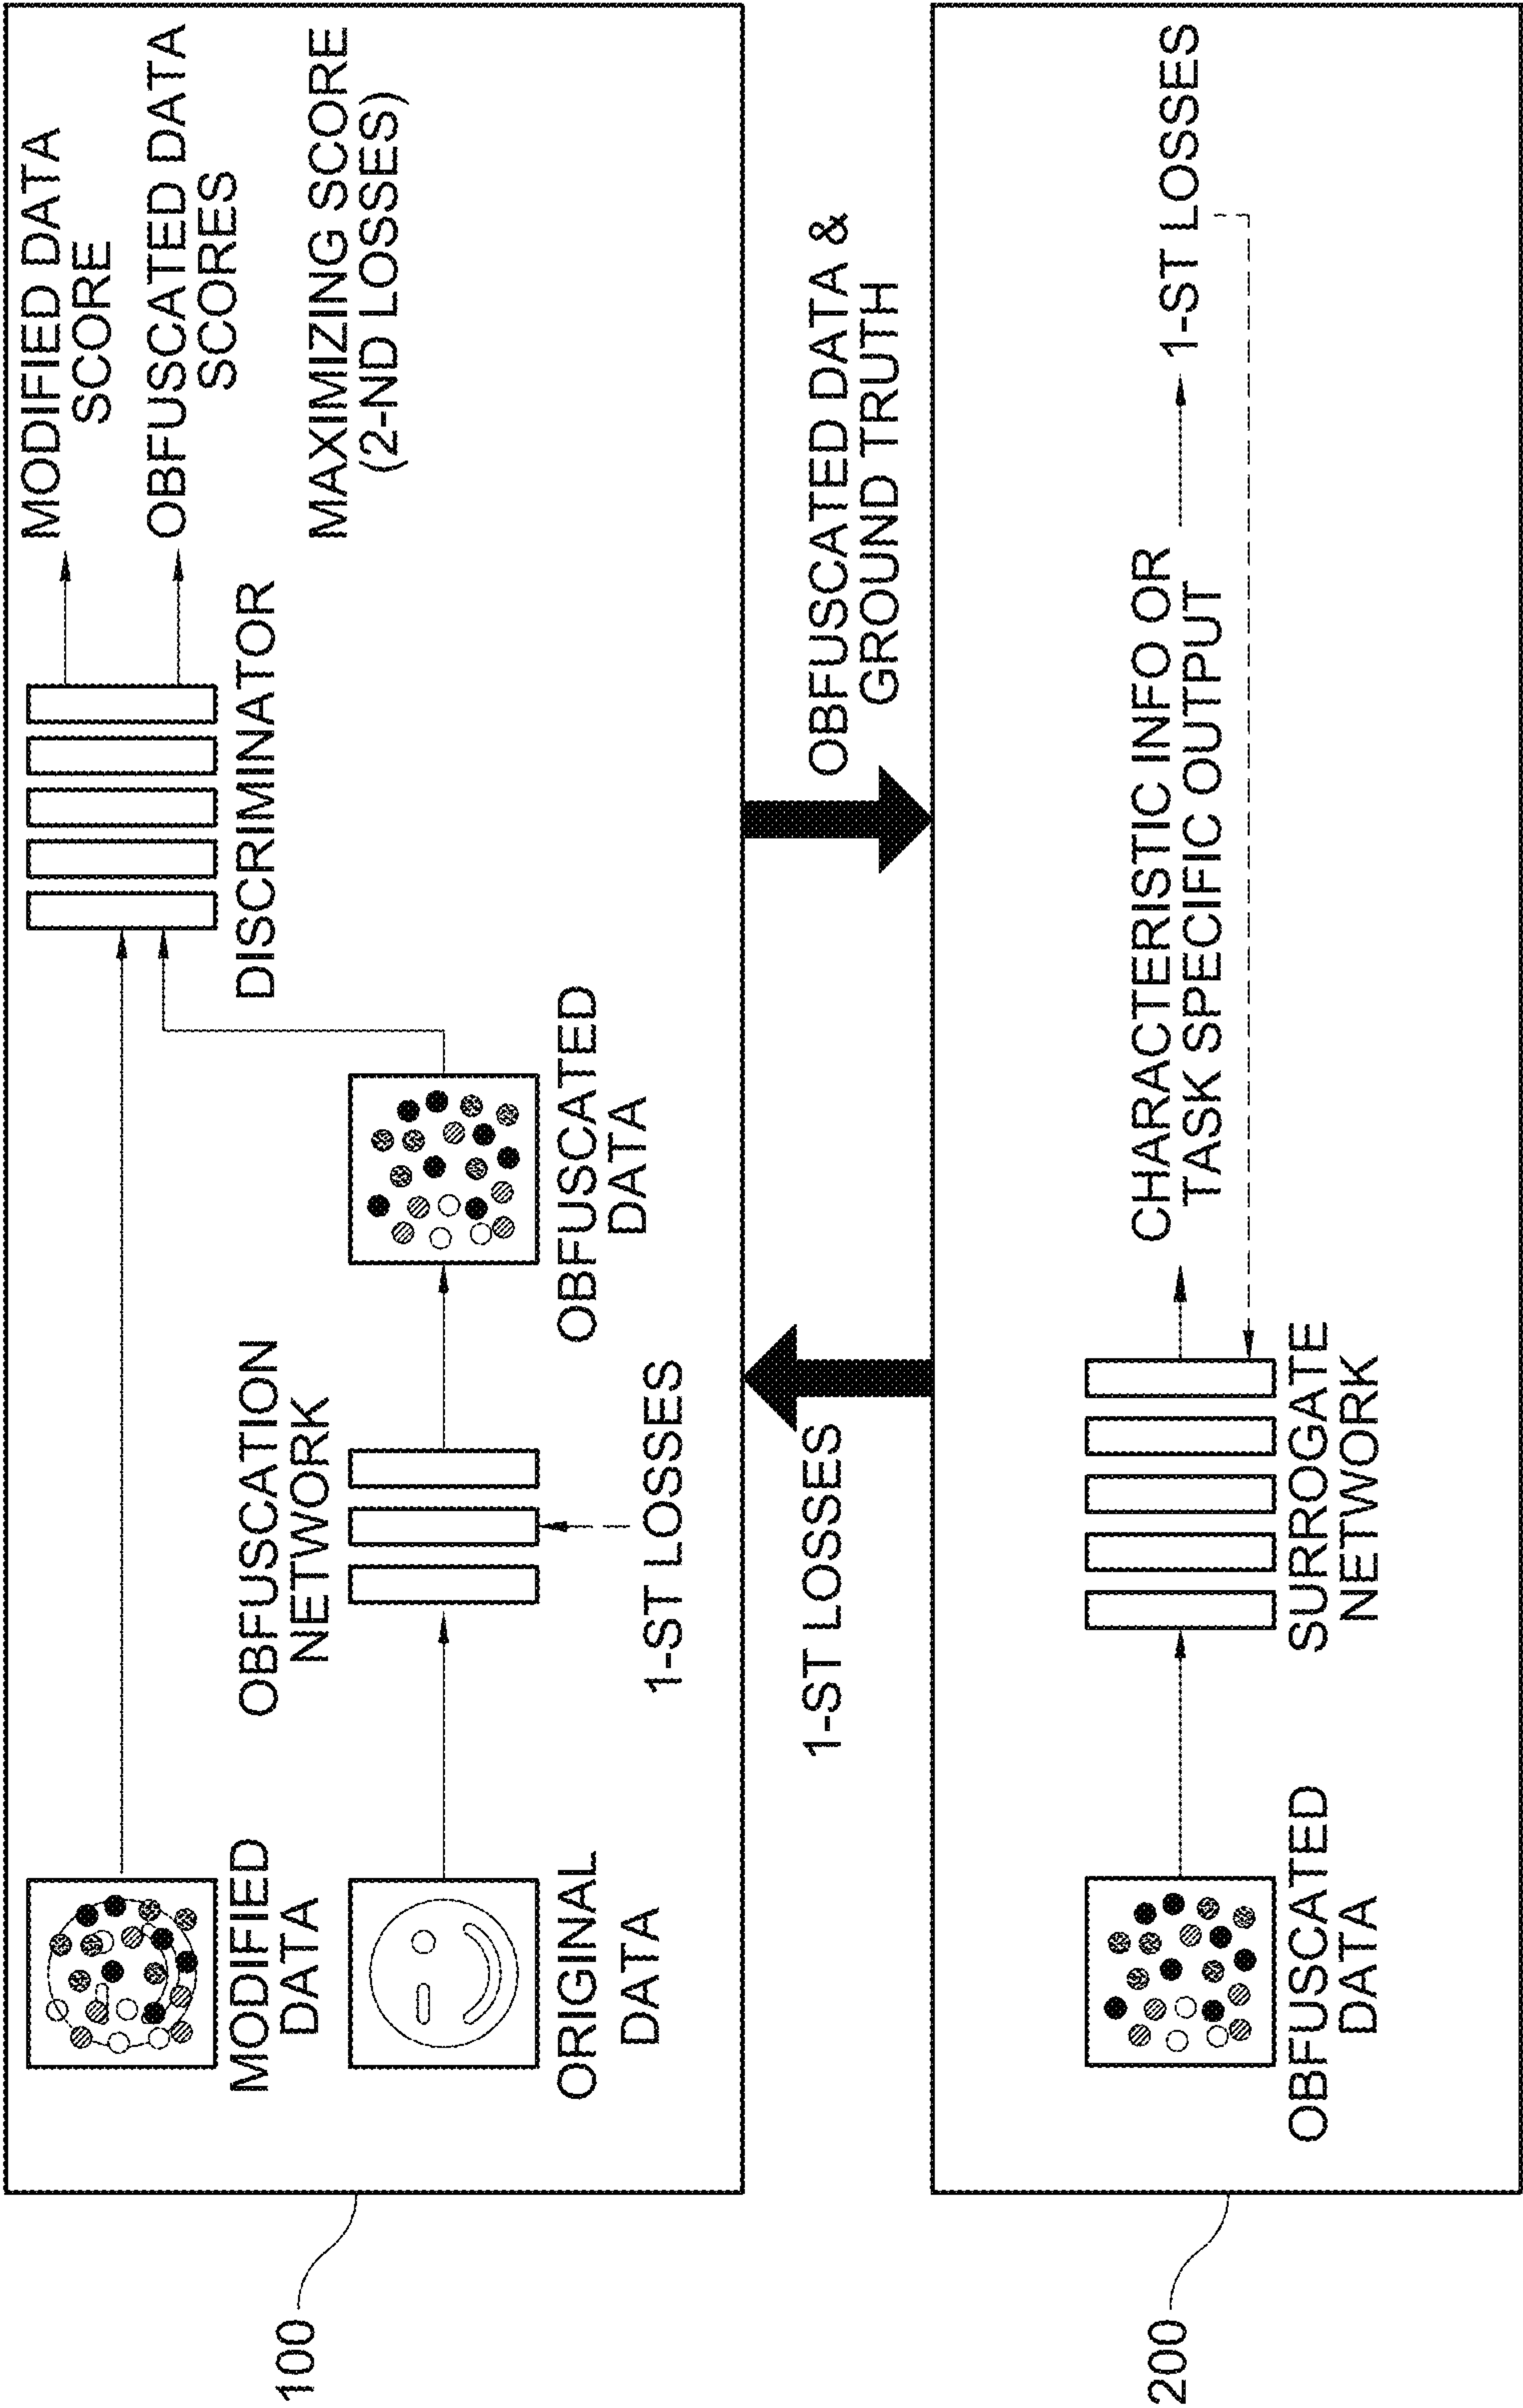 100
MODIFIED DATA
SCORE
OBFUSCATED DATA
SCORES
MAXIMIZING SCORE
(2-ND LOSSES)
DISCRIMINATOR
MODIFIED
DATA
OBFUSCATION
NETWORK
ORIGINAL
DATA
1-ST LOSSES
OBFUSCATED
DATA
1-ST LOSSES
OBFUSCATED DATA &
GROUND TRUTH
200
OBFUSCATED
DATA
SURROGATE
NETWORK
CHARACTERISTIC INFO OR
TASK SPECIFIC OUTPUT
1-ST LOSSES